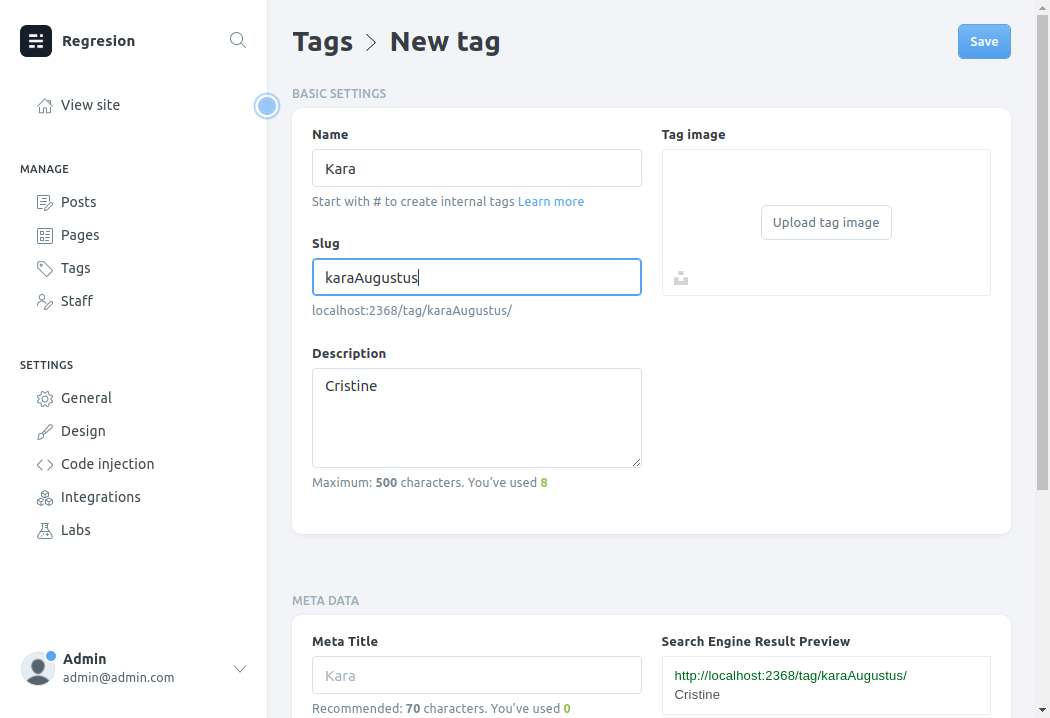 Regresion
View site
MANAGE
Posts
Pages
Tags
Staff
SETTINGS
General
Design
Code injection
Integrations
Labs
Admin
admin@admin.com
Tags > New tag
Save
BASIC SETTINGS
Name
Kara
Start with # to create internal tags Learn more
Slug
karaAugustus
localhost:2368/tag/karaAugustus/
Description
Cristine
Maximum: 500 characters. You’ve used 8
Tag image
Upload tag image
META DATA
Meta Title
Kara
Recommended: 70 characters. You’ve used 0
Search Engine Result Preview
http://localhost:2368/tag/karaAugustus/
Cristine